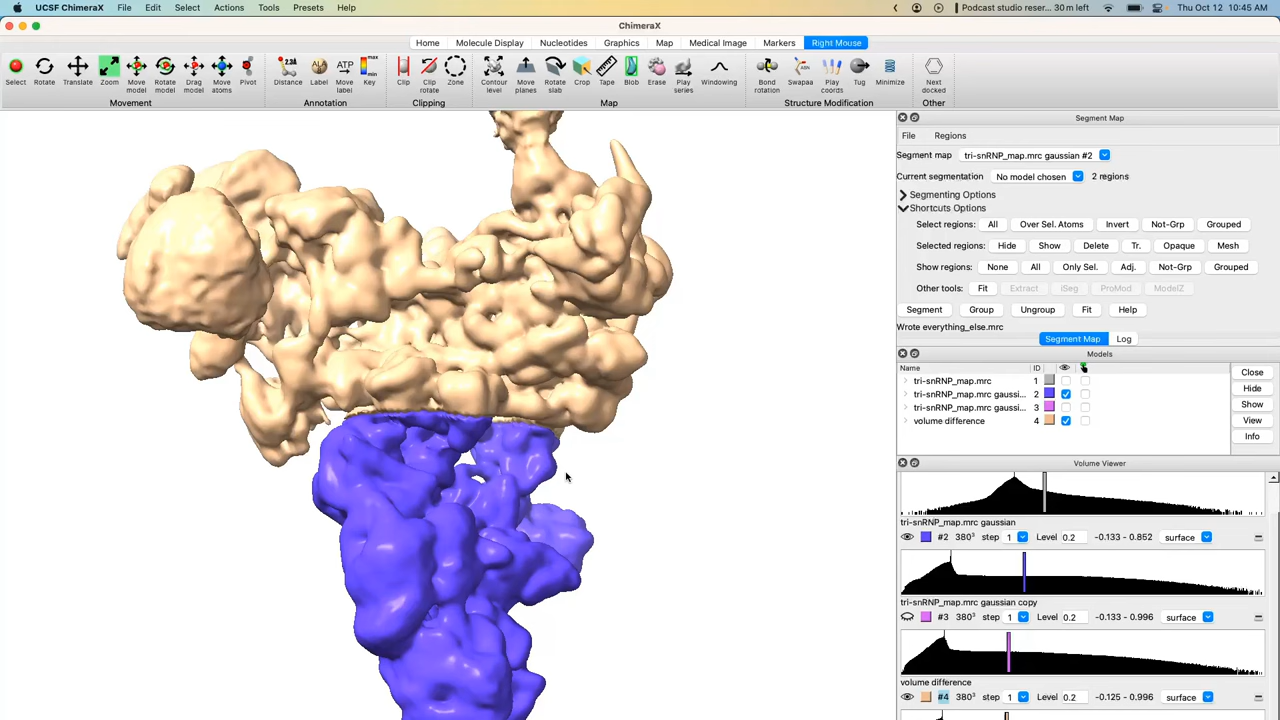 UCSF ChimeraX File Edit Select Actions Tools Presets Help Podcast studio reser... 30 m left Thu Oct 12 10:45 AM
ChimeraX
Home Molecule Display Nucleotides Graphics Map Medical Image Markers Right Mouse
Select Rotate Translate Zoom Move model Rotate model Drag model Move atoms Pivot 2.3Å Distance Label ATP Move label max low Key Clip Clip rotate Zone Contour level Move planes Rotate slab Crop Tape Blob Erase Play series Windowing Bond rotation Swapaa Play coords Tug Minimize Next docked
Movement Annotation Clipping Map Structure Modification Other
Segment Map
File Regions
Segment map tri-snRNP_map.mrc gaussian #2
Current segmentation No model chosen 2 regions
Segmenting Options
Shortcuts Options
Select regions: All Over Sel. Atoms Invert Not-Grp Grouped
Selected regions: Hide Show Delete Tr. Opaque Mesh
Show regions: None All Only Sel. Adj. Not-Grp Grouped
Other tools: Fit Extract iSeg ProMod ModelZ
Segment Group Ungroup Fit Help
Wrote everything_else.mrc
Segment Map Log
Models
Name ID
tri-snRNP_map.mrc 1
tri-snRNP_map.mrc gaussi... 2
tri-snRNP_map.mrc gaussi... 3
volume difference 4
Close
Hide
Show
View
Info
Volume Viewer
tri-snRNP_map.mrc gaussian
#2 380³ step 1 Level 0.2 -0.133 - 0.852 surface
tri-snRNP_map.mrc gaussian copy
#3 380³ step 1 Level 0.2 -0.133 - 0.996 surface
volume difference
#4 380³ step 1 Level 0.2 -0.125 - 0.996 surface